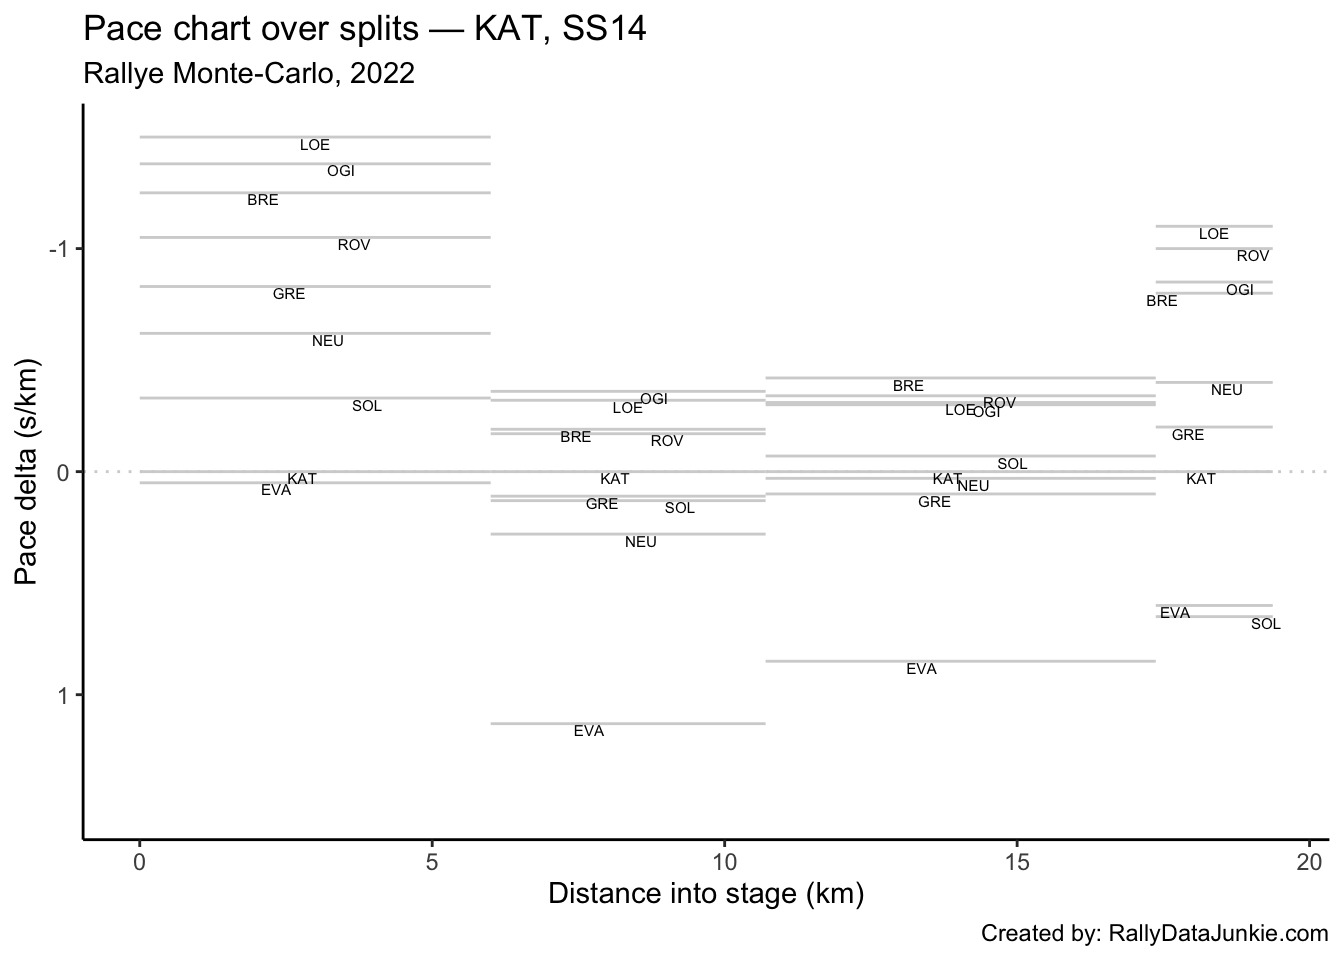 Pace chart over splits — KAT, SS14
Rallye Monte-Carlo, 2022
Pace delta (s/km)
-1
0
1
LOE
OGI
BRE
ROV
GRE
NEU
SOL
KAT
EVA
OGI
LOE
BRE
ROV
KAT
GRE
SOL
NEU
EVA
BRE
ROV
LOE
OGI
SOL
KAT
NEU
GRE
EVA
LOE
ROV
OGI
BRE
NEU
GRE
KAT
EVA
SOL
0 5 10 15 20
Distance into stage (km)
Created by: RallyDataJunkie.com